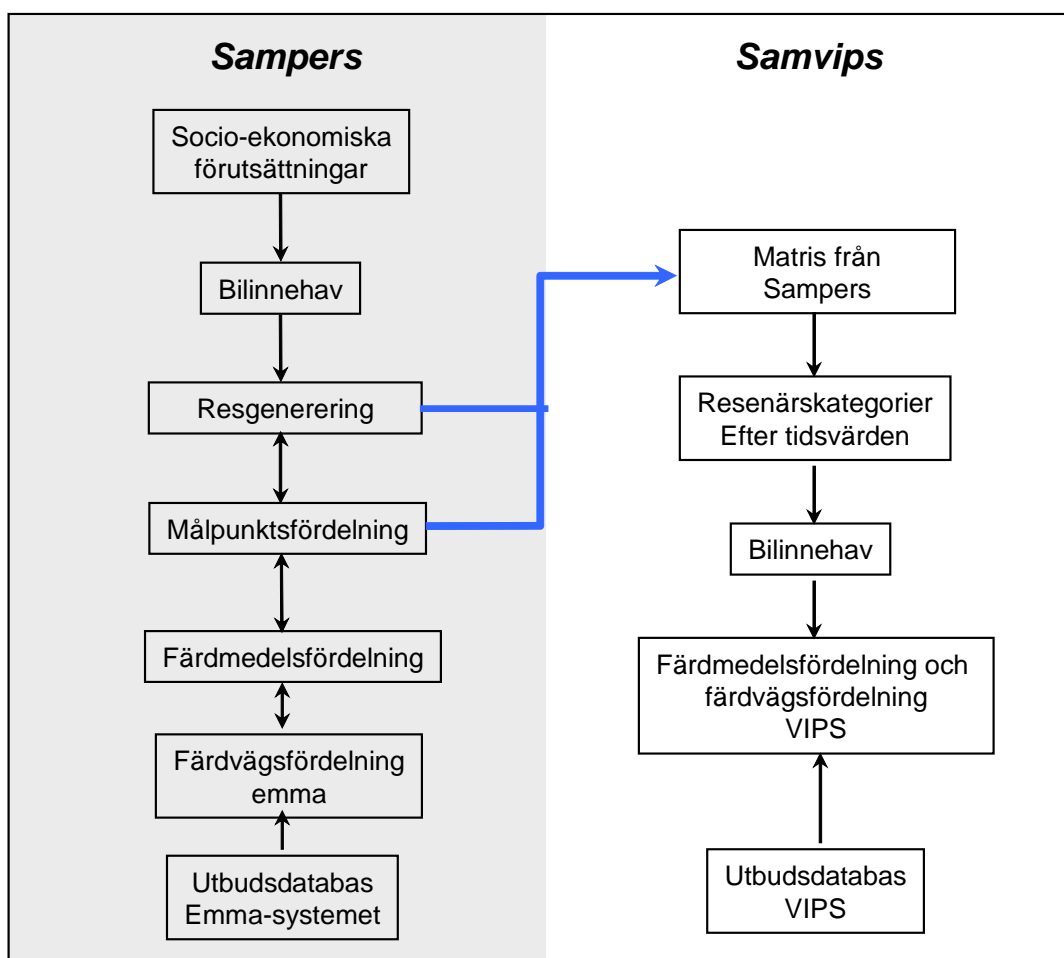 Sampers
Socio-ekonomiska
förutsättningar
Bilinnehav
Resgenerering
Målpunktsfördelning
Färdmedelsfördelning
Färdvägsfördelning
emma
Utbudsdatabas
Emma-systemet
Samvips
Matris från
Sampers
Resenärskategorier
Efter tidsvärden
Bilinnehav
Färdmedelsfördelning och
färdvägsfördelning
VIPS
Utbudsdatabas
VIPS